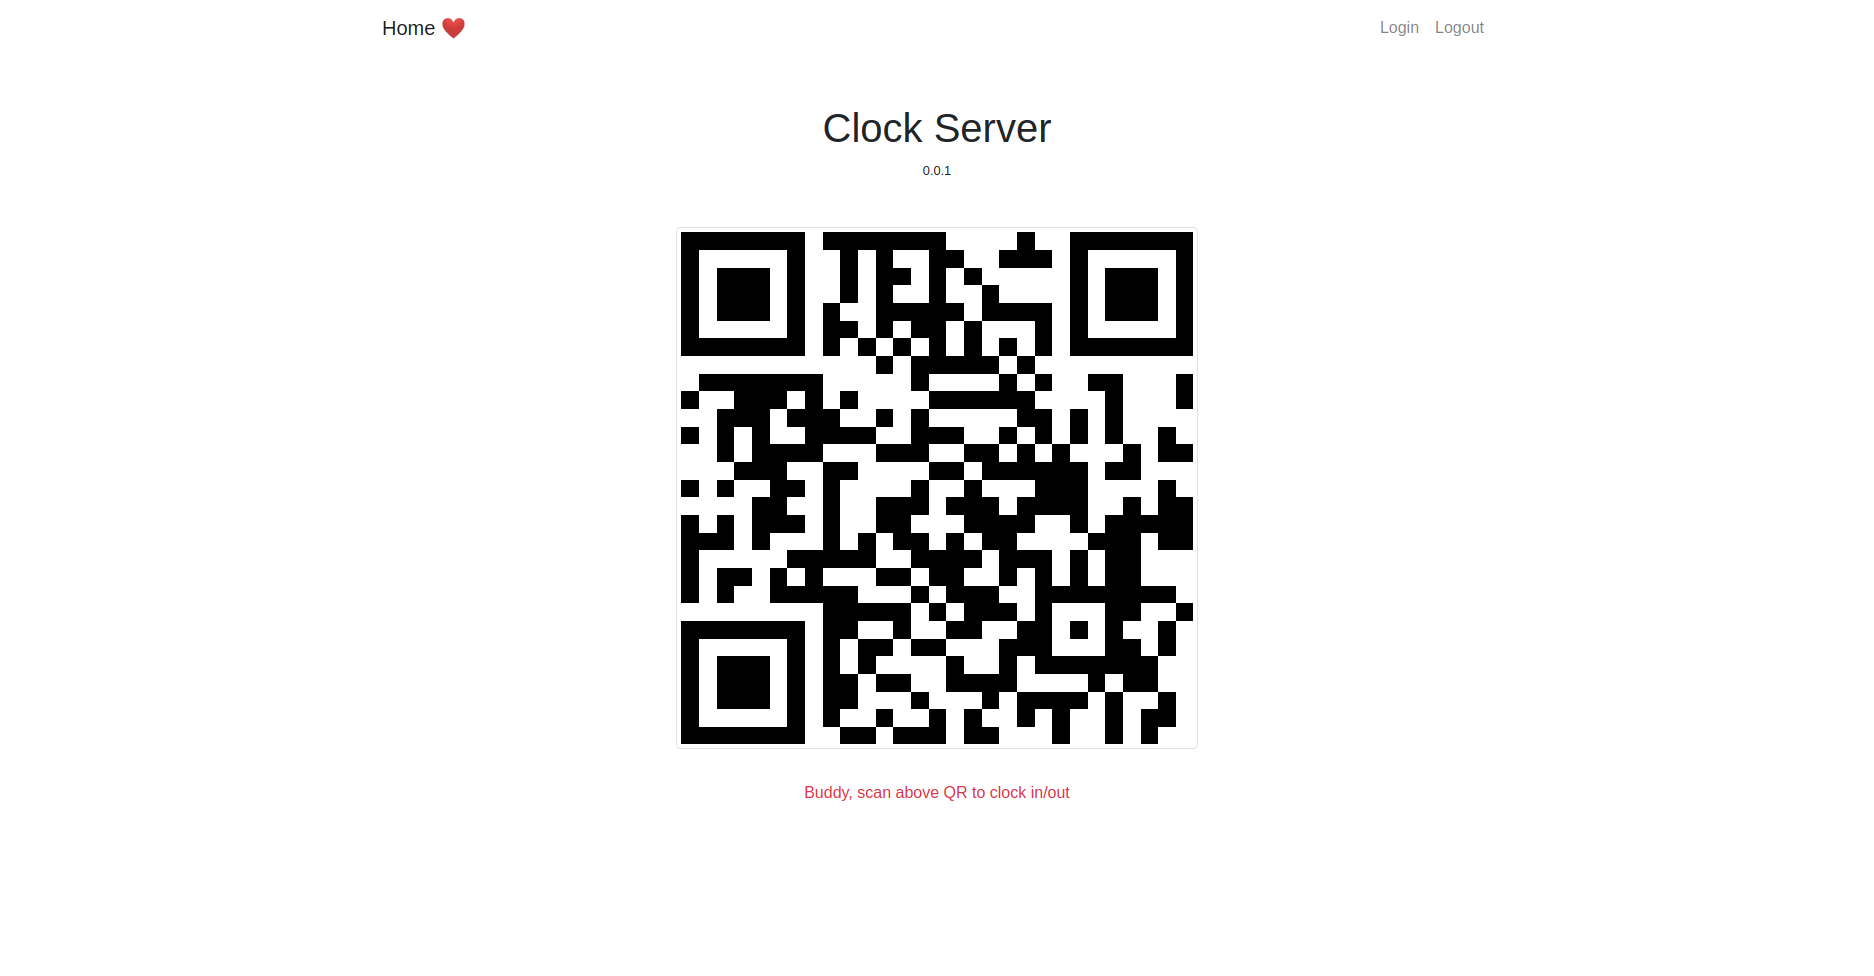 Home ❤️
Login Logout
Clock Server
0.0.1
Buddy, scan above QR to clock in/out